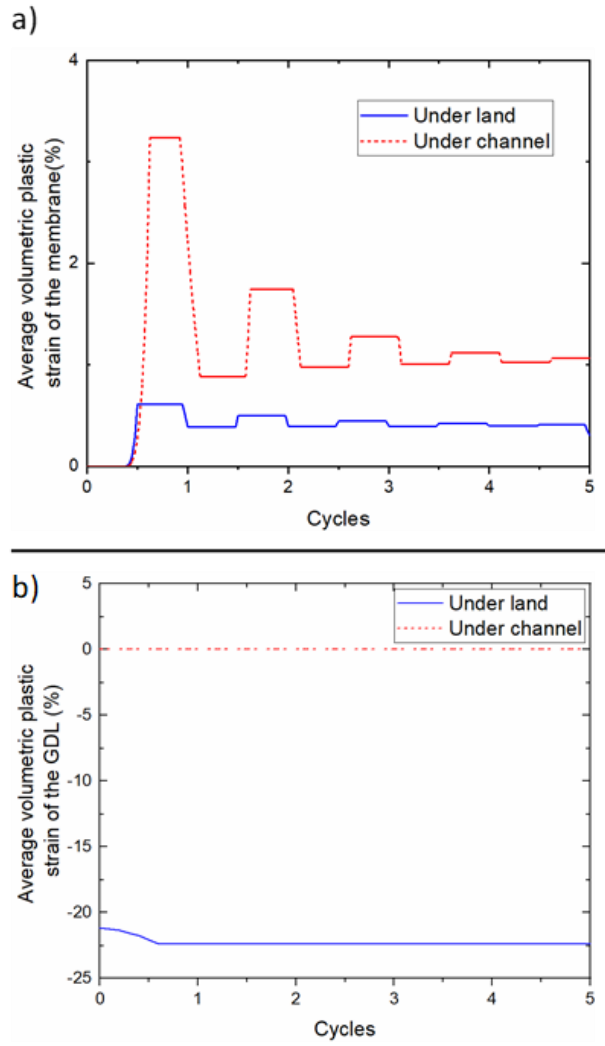 a)
Average volumetric plastic
strain of the membrane(%)
4
2
0
Under land
Under channel
0 1 2 3 4 5
Cycles
b)
Average volumetric plastic
strain of the GDL (%)
5
0
-5
-10
-15
-20
-25
Under land
Under channel
0 1 2 3 4 5
Cycles